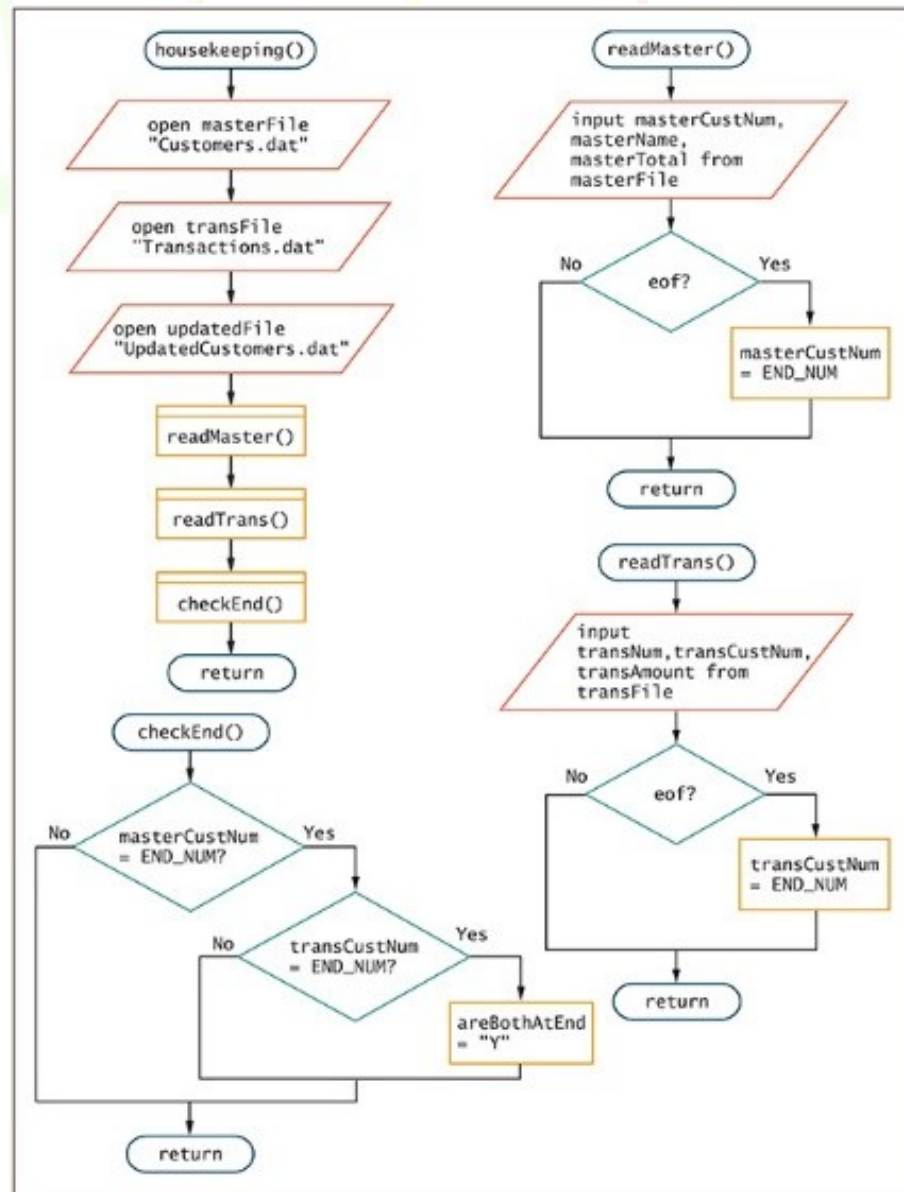 housekeeping()
open masterFile
"Customers.dat"
open transFile
"Transactions.dat"
open updatedFile
"UpdatedCustomers.dat"
readMaster()
readTrans()
checkEnd()
return
checkEnd()
masterCustNum
= END_NUM?
No
Yes
transCustNum
= END_NUM?
No
Yes
areBothAtEnd
= "Y"
return
readMaster()
input masterCustNum,
masterName,
masterTotal from
masterFile
eof?
No
Yes
masterCustNum
= END_NUM
return
readTrans()
input
transNum,transCustNum,
transAmount from
transFile
eof?
No
Yes
transCustNum
= END_NUM
return